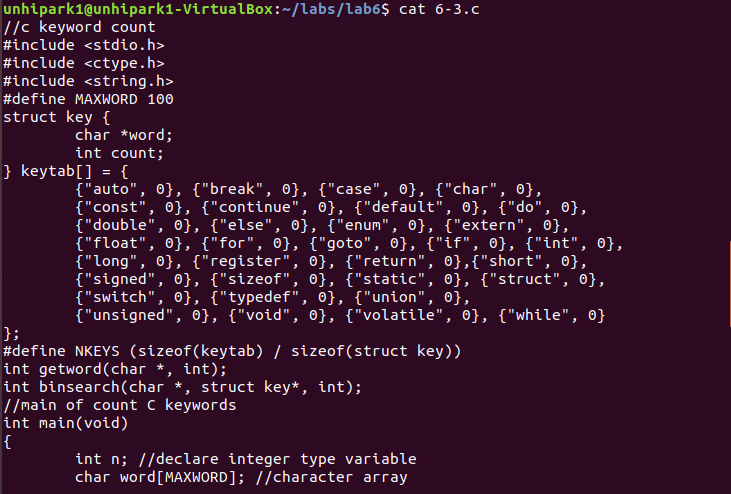 unhipark1@unhipark1-VirtualBox:~/labs/lab6$ cat 6-3.c
//c keyword count
#include <stdio.h>
#include <ctype.h>
#include <string.h>
#define MAXWORD 100
struct key {
        char *word;
        int count;
} keytab[] = {
        {"auto", 0}, {"break", 0}, {"case", 0}, {"char", 0},
        {"const", 0}, {"continue", 0}, {"default", 0}, {"do", 0},
        {"double", 0}, {"else", 0}, {"enum", 0}, {"extern", 0},
        {"float", 0}, {"for", 0}, {"goto", 0}, {"if", 0}, {"int", 0},
        {"long", 0}, {"register", 0}, {"return", 0},{"short", 0},
        {"signed", 0}, {"sizeof", 0}, {"static", 0}, {"struct", 0},
        {"switch", 0}, {"typedef", 0}, {"union", 0},
        {"unsigned", 0}, {"void", 0}, {"volatile", 0}, {"while", 0}
};
#define NKEYS (sizeof(keytab) / sizeof(struct key))
int getword(char *, int);
int binsearch(char *, struct key*, int);
//main of count C keywords
int main(void)
{
        int n; //declare integer type variable
        char word[MAXWORD]; //character array